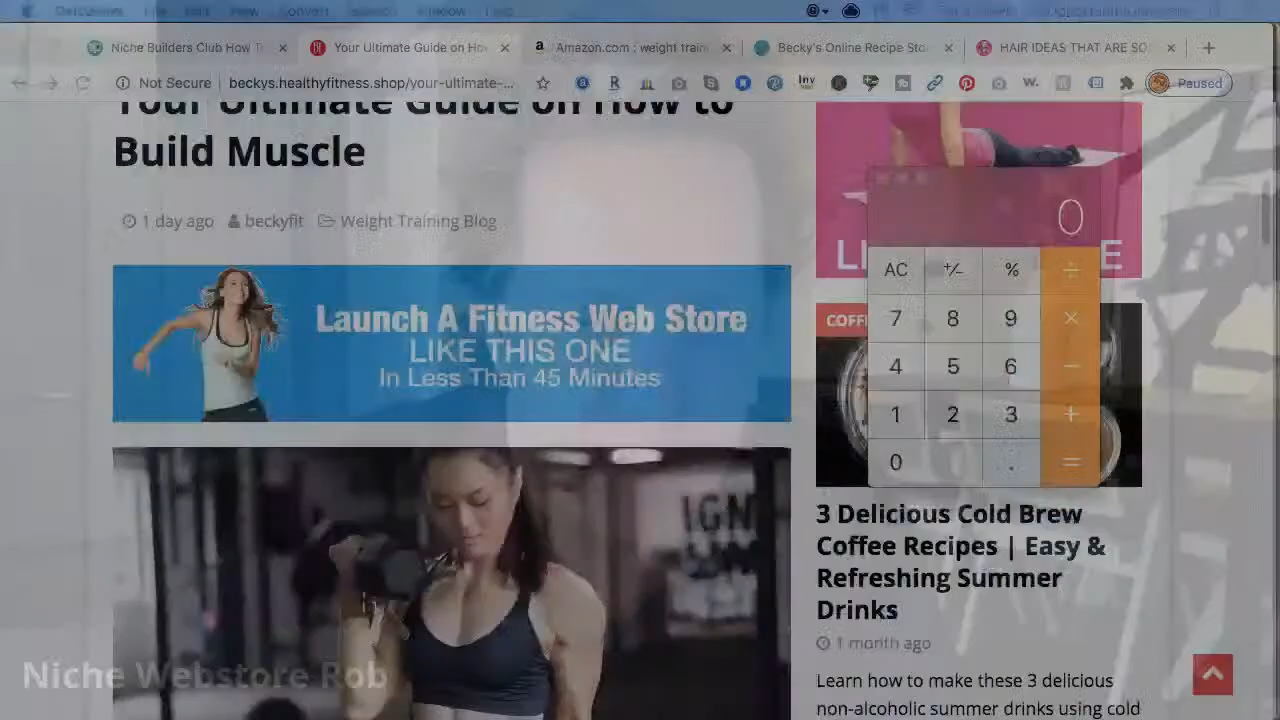 Niche Builders Club How T
Your Ultimate Guide on Ho
Amazon.com : weight train
Becky's Online Recipe Sto
HAIR IDEAS THAT ARE SO
Not Secure
beckys.healthyfitness.shop/your-ultimate-...
Paused
Your Ultimate Guide on How to
Build Muscle
1 day ago
beckyfit
Weight Training Blog
Launch A Fitness Web Store
LIKE THIS ONE
In Less Than 45 Minutes
0
AC +/- % ÷
7 8 9 ×
4 5 6 −
1 2 3 +
0 . =
3 Delicious Cold Brew
Coffee Recipes | Easy &
Refreshing Summer
Drinks
1 month ago
Learn how to make these 3 delicious
non-alcoholic summer drinks using cold
Niche Webstore Rob